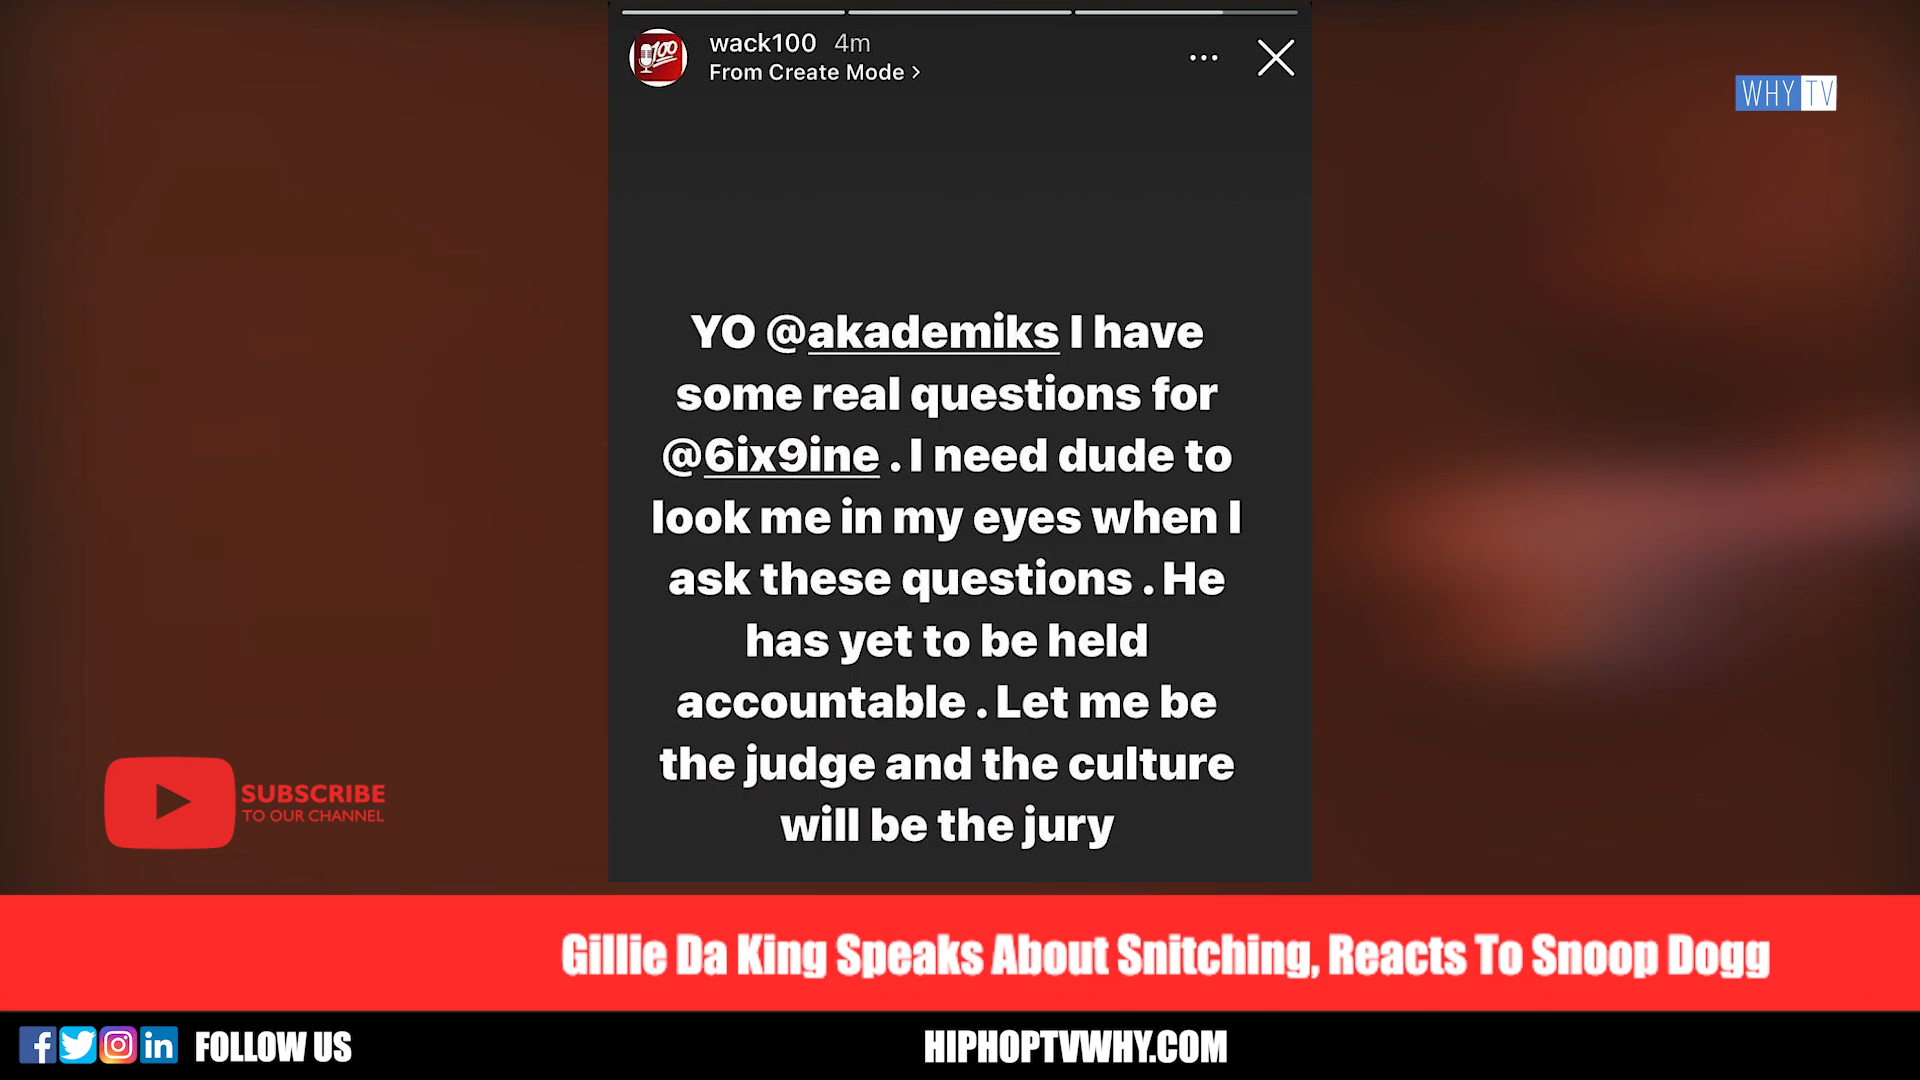 wack100 4m
From Create Mode >
WHY TV
100
YO @akademiks I have
some real questions for
@6ix9ine . I need dude to
look me in my eyes when I
ask these questions . He
has yet to be held
accountable . Let me be
the judge and the culture
will be the jury
SUBSCRIBE
TO OUR CHANNEL
Gillie Da King Speaks About Snitching, Reacts To Snoop Dogg
FOLLOW US
HIPHOPTVWHY.COM